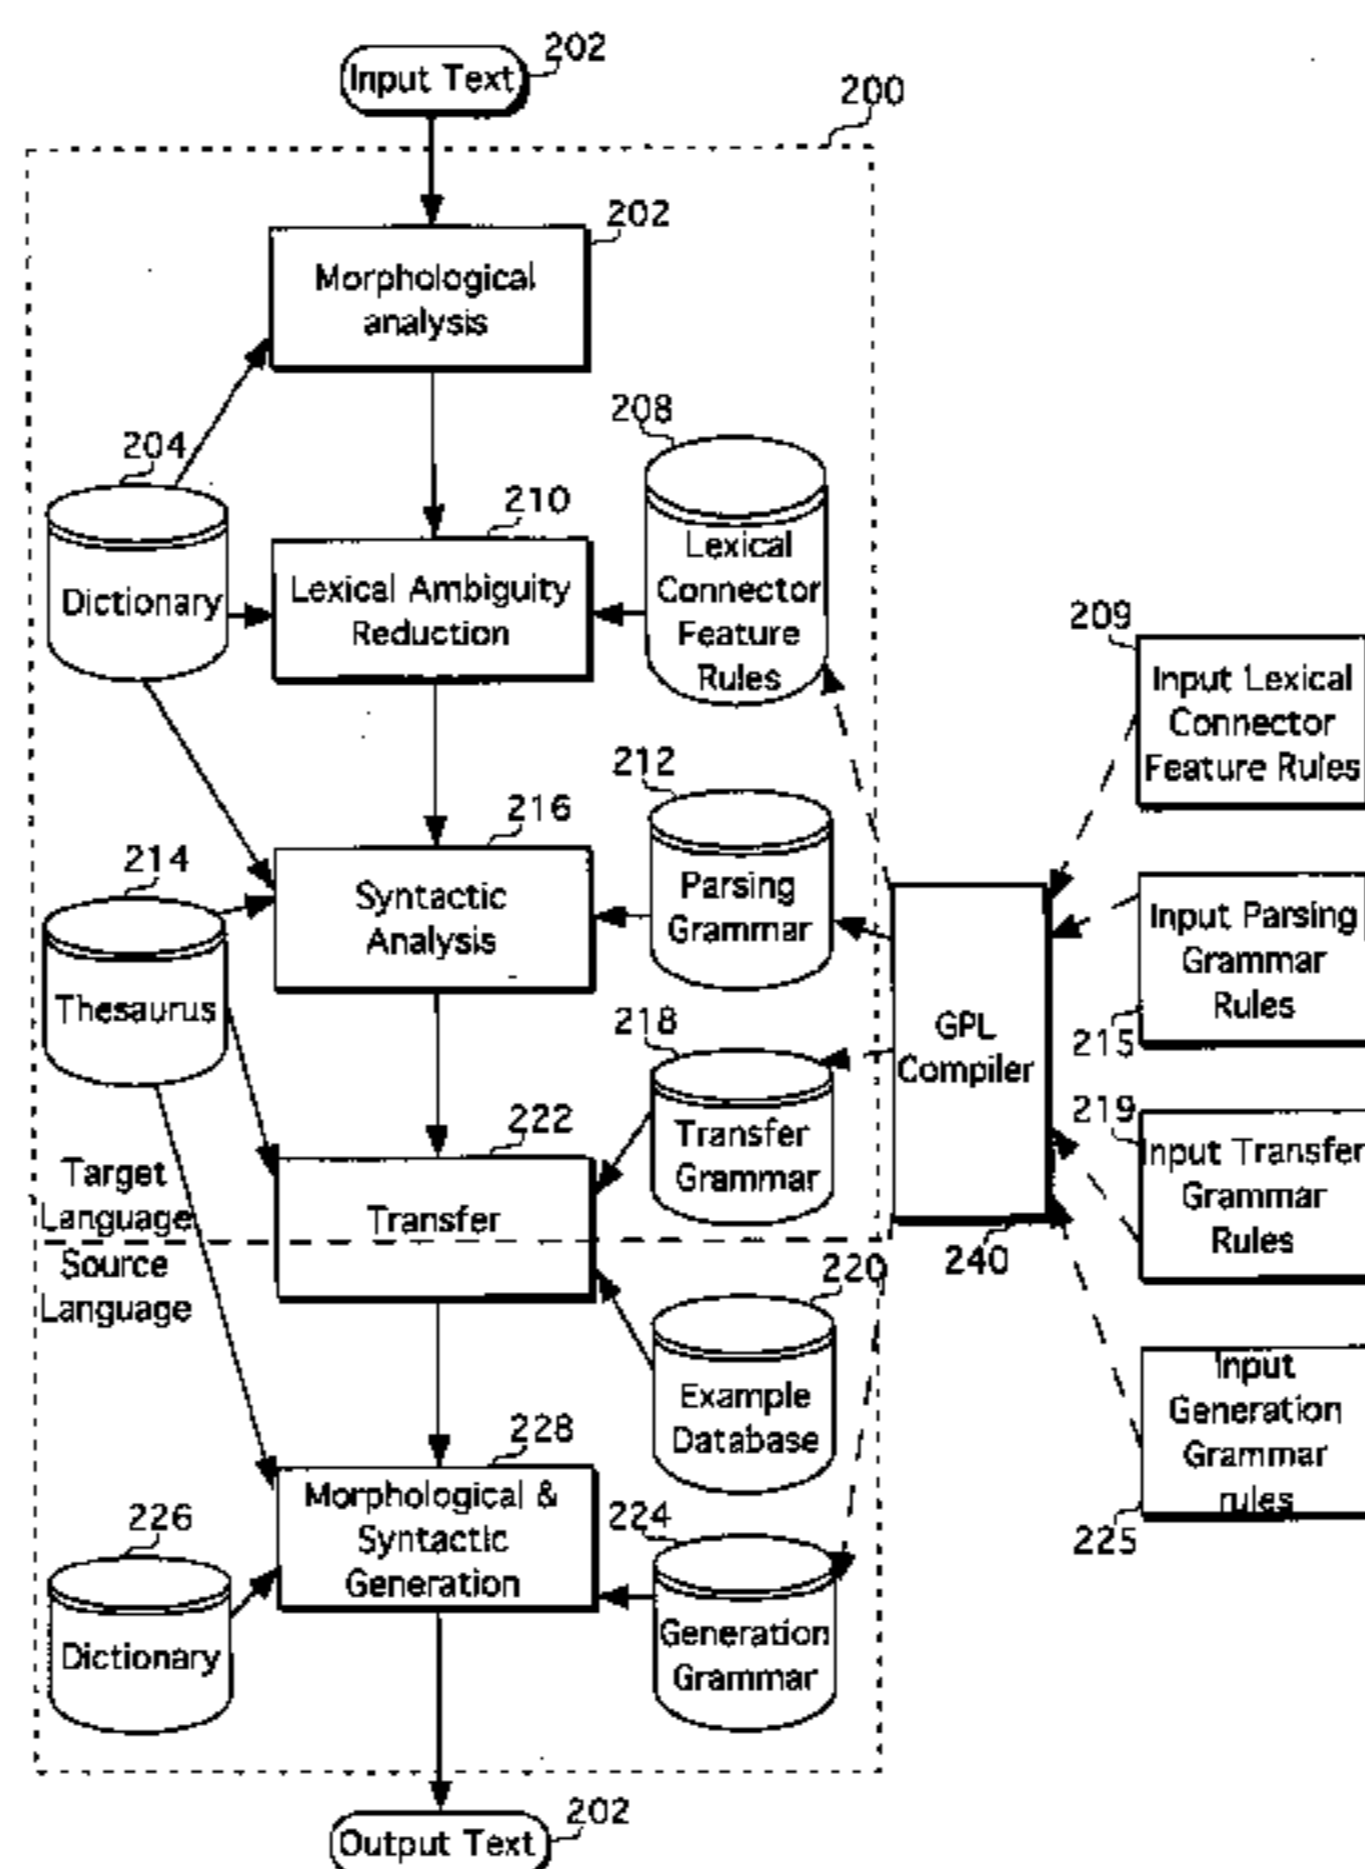 202
Input Text
200
202
Morphological
analysis
204
Dictionary
210
Lexical Ambiguity
Reduction
208
Lexical
Connector
Feature
Rules
209
Input Lexical
Connector
Feature Rules
212
Parsing
Grammar
216
Syntactic
Analysis
214
Thesaurus
Input Parsing
Grammar
Rules
215
GPL
Compiler
240
218
Transfer
Grammar
219
Input Transfer
Grammar
Rules
222
Transfer
Target
Language
Source
Language
220
Example
Database
Input
Generation
Grammar
rules
225
228
Morphological &
Syntactic
Generation
224
Generation
Grammar
226
Dictionary
202
Output Text